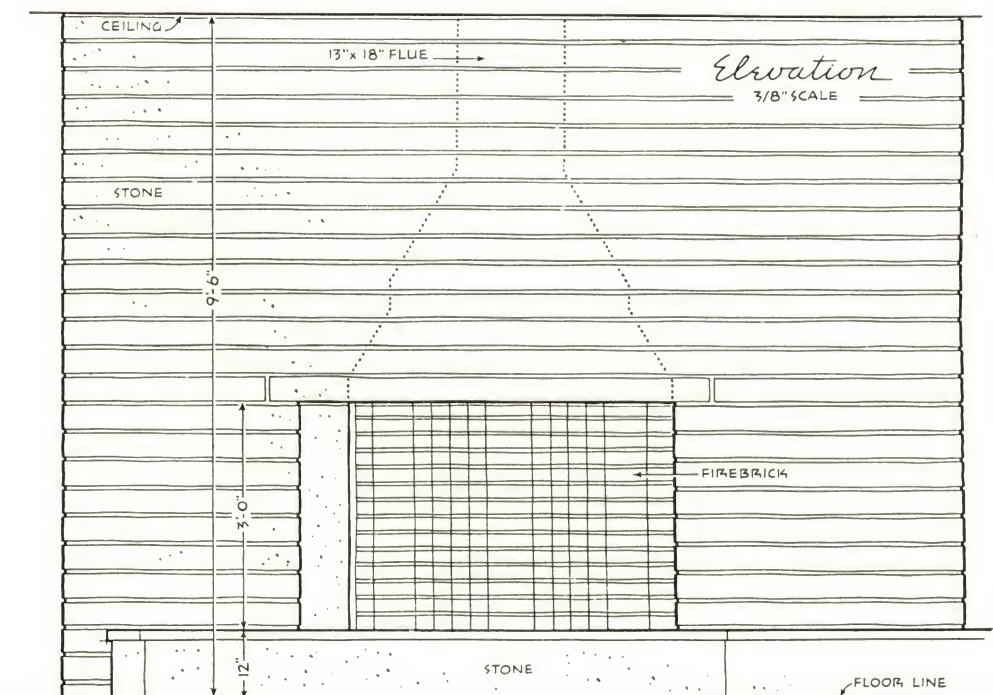 CEILING
13" x 18" FLUE
Elevation
3/8" SCALE
STONE
9'-6"
FIREBRICK
3'-0"
12"
STONE
FLOOR LINE